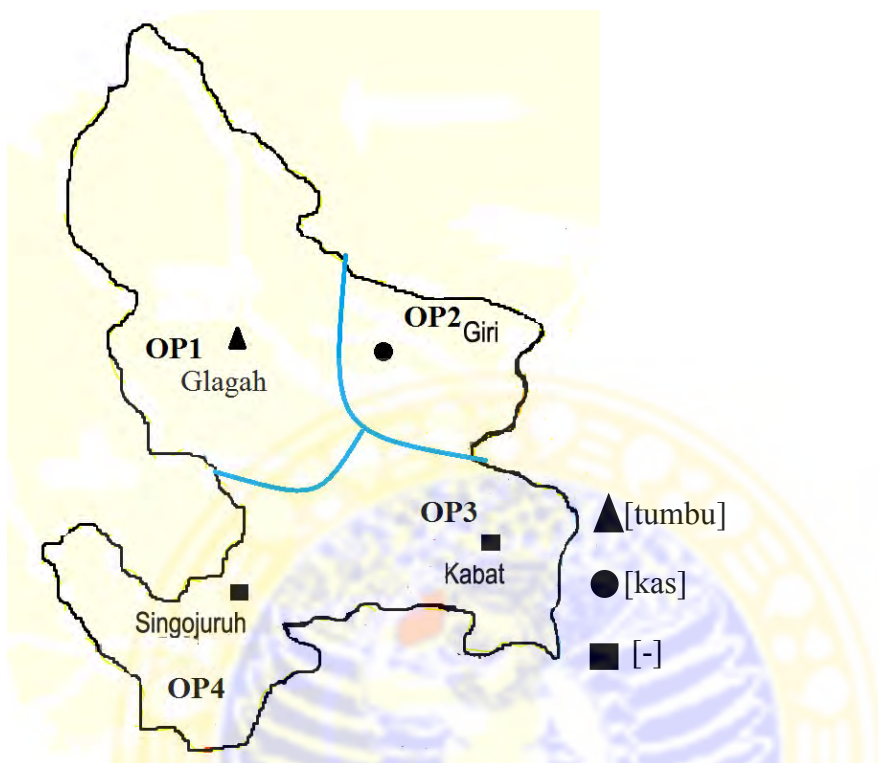 OP2
Giri
OP1
Glagah
OP3
[tumbu]
Kabat
[kas]
Singojuruh
[-]
OP4